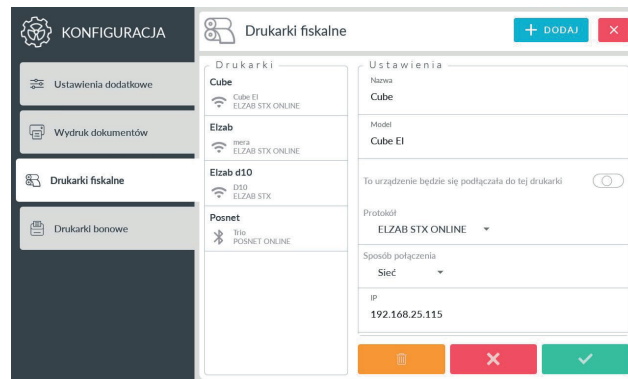 KONFIGURACJA
Ustawienia dodatkowe
Wydruk dokumentów
Drukarki fiskalne
Drukarki bonowe
Drukarki fiskalne
+ DODAJ
Drukarki
Cube
Cube EI
ELZAB STX ONLINE
Elzab
mera
ELZAB STX ONLINE
Elzab d10
D10
ELZAB STX
Posnet
Trio
POSNET ONLINE
Ustawienia
Nazwa
Cube
Model
Cube EI
To urządzenie będzie się podłączała do tej drukarki
Protokół
ELZAB STX ONLINE
Sposób połączenia
Sieć
IP
192.168.25.115